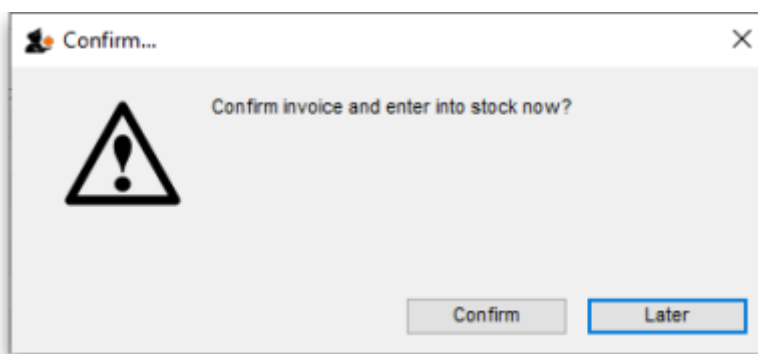 Confirm...
Confirm invoice and enter into stock now?
Confirm Later